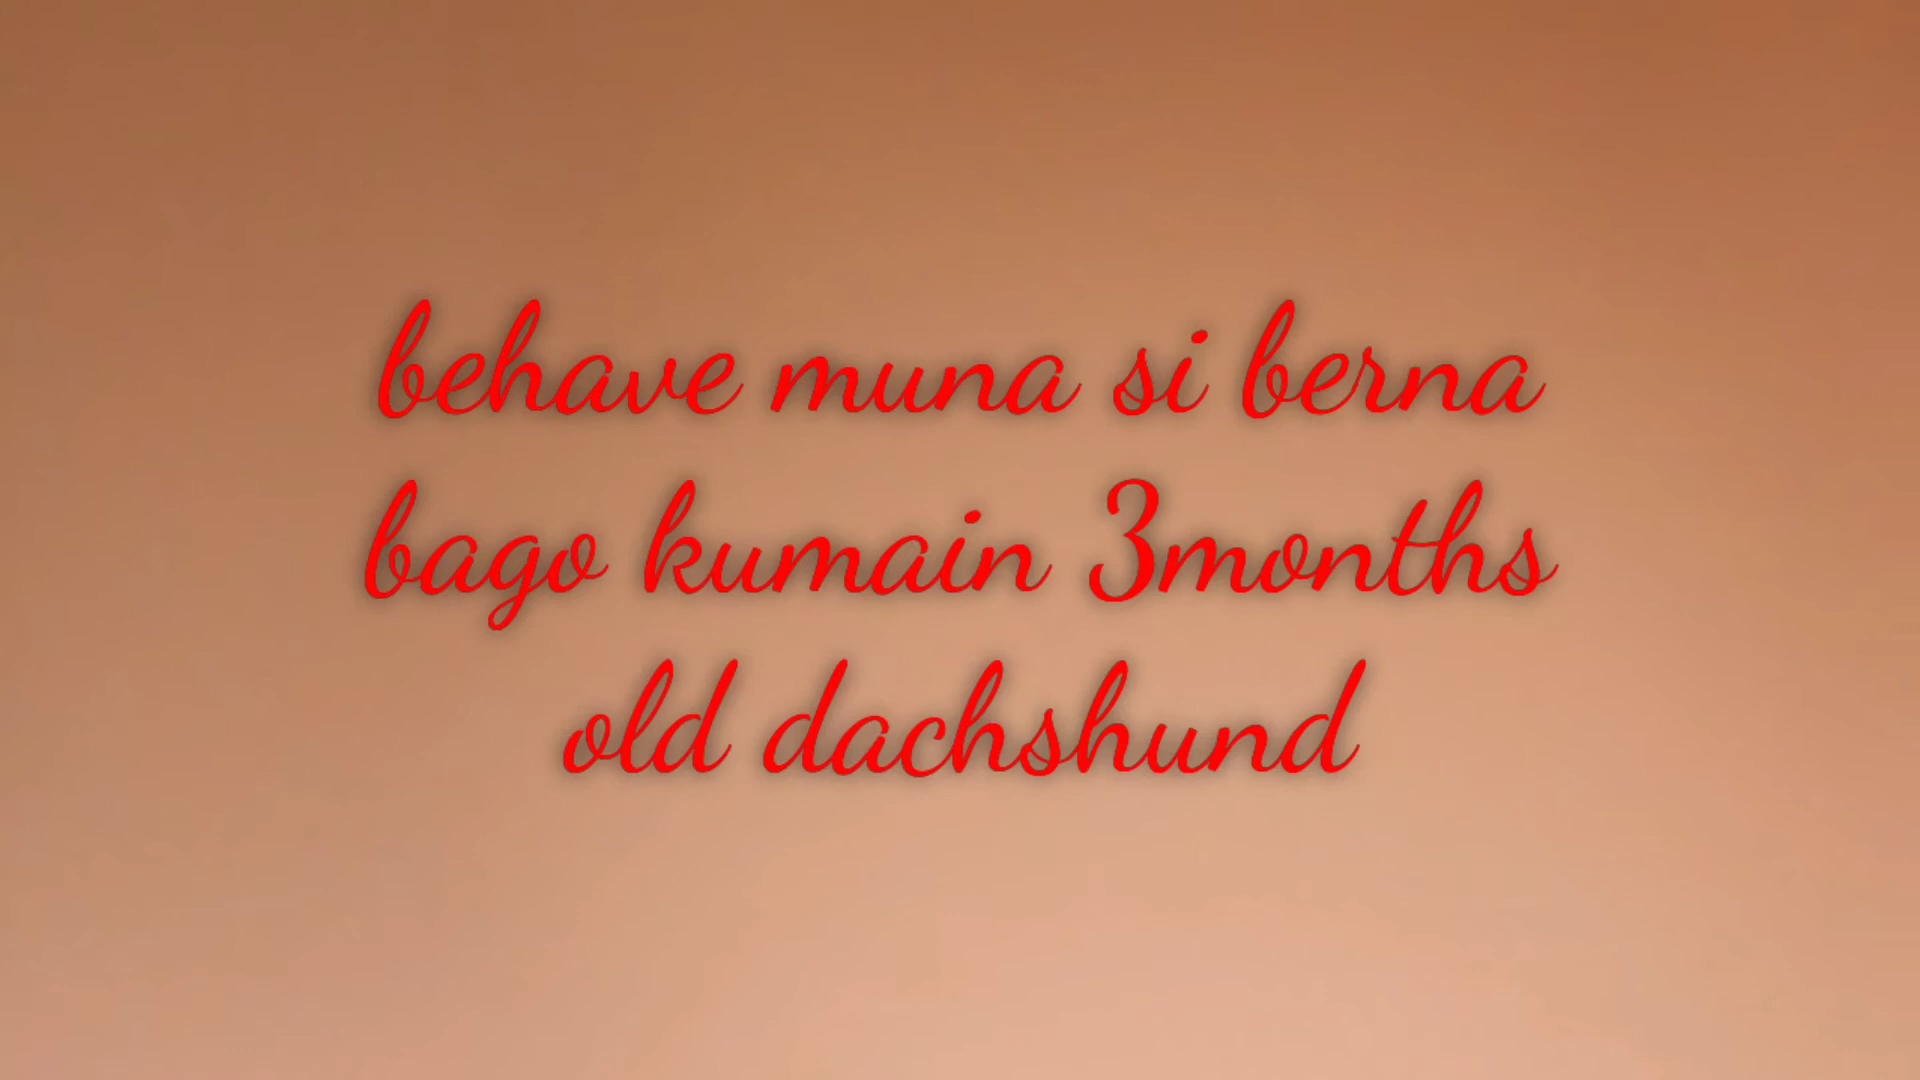 behave muna si berna
bago kumain 3months
old dachshund